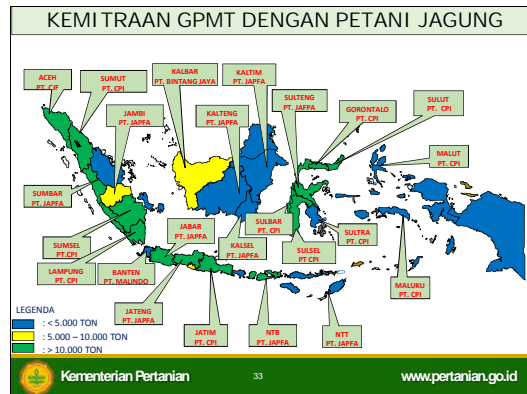 KEMITRAAN GPMT DENGAN PETANI JAGUNG
ACEH
PT. CJF
SUMUT
PT. CPI
KALBAR
PT. BINTANG JAYA
KALTIM
PT. JAPFA
SULTENG
PT. JAPFA
GORONTALO
PT. CPI
SULUT
PT. CPI
JAMBI
PT. JAPFA
KALTENG
PT. JAPFA
MALUT
PT. CPI
SUMBAR
PT. JAPFA
SUMSEL
PT.CPI
JABAR
PT. JAPFA
KALSEL
PT. JAPFA
SULBAR
PT. CPI
SULSEL
PT CPI
SULTRA
PT. CPI
MALUKU
PT. CPI
LAMPUNG
PT. CPI
BANTEN
PT. MALINDO
JATENG
PT. JAPFA
JATIM
PT. CPI
NTB
PT. JAPFA
NTT
PT. JAPFA
LEGENDA
: < 5.000 TON
: 5.000 – 10.000 TON
: > 10.000 TON
Kementerian Pertanian
33
www.pertanian.go.id